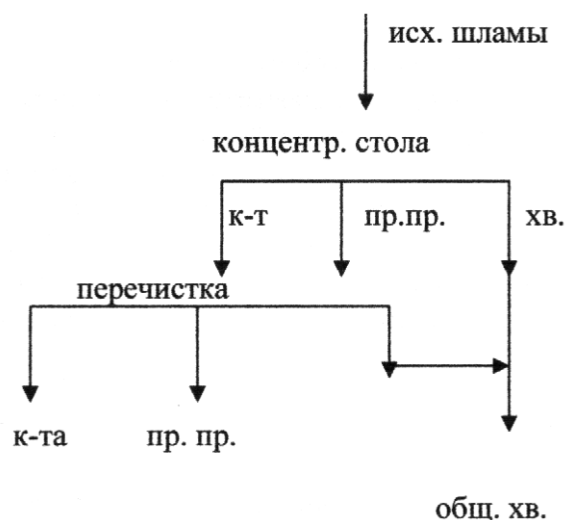 исх. шламы
концентр. стола
к-т пр.пр. хв.
перечистка
к-та пр. пр.
общ. хв.